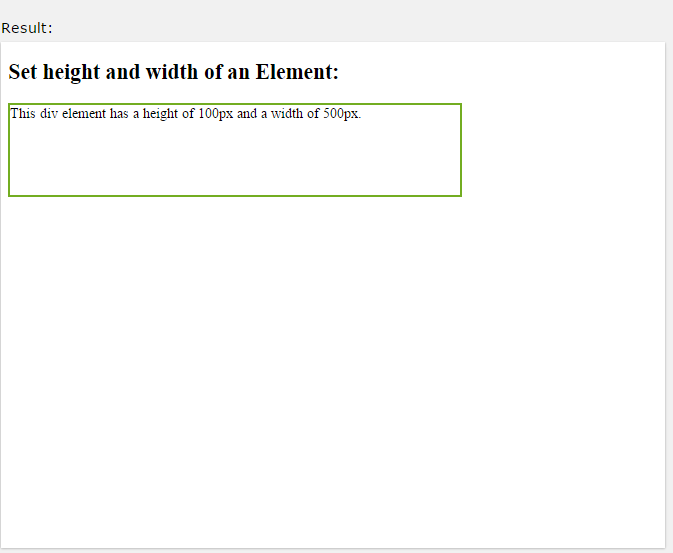 Result:
Set height and width of an Element:
This div element has a height of 100px and a width of 500px.